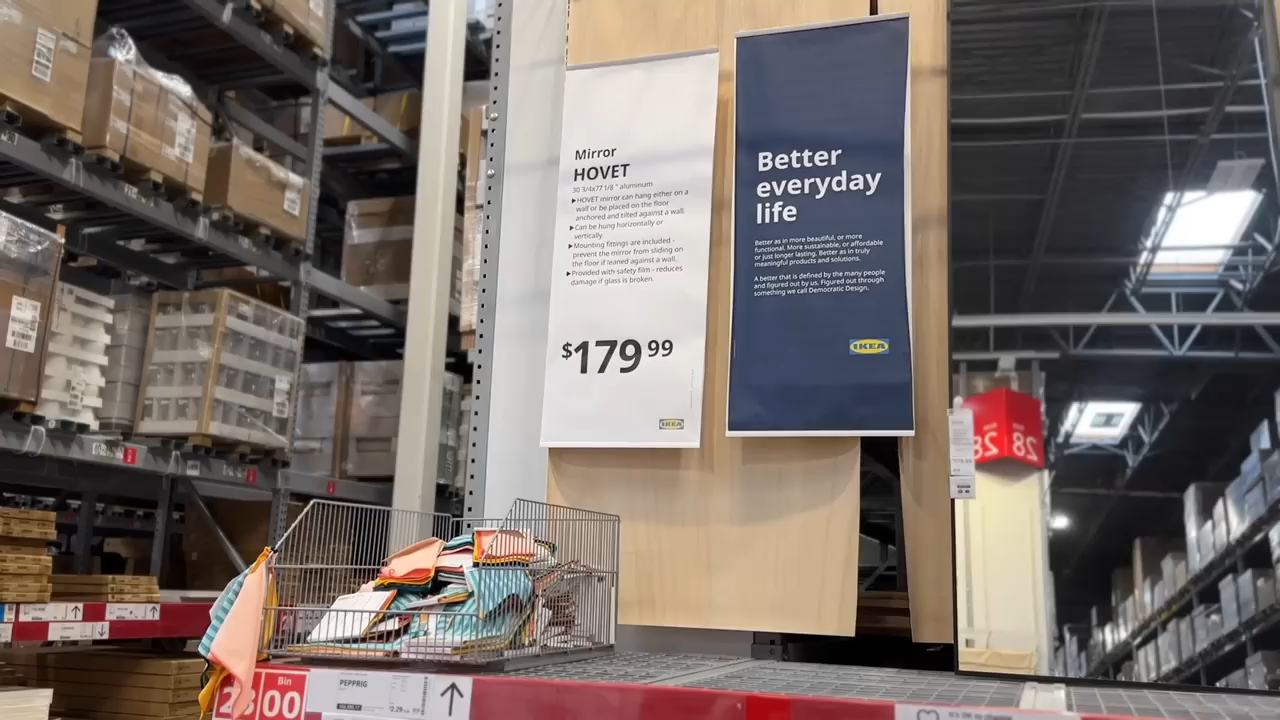 Mirror
HOVET
30 3/4x77 1/8 " aluminum
▶HOVET mirror can hang either on a
wall or be placed on the floor
anchored and tilted against a wall.
▶Can be hung horizontally or
vertically.
▶Mounting fittings are included -
prevent the mirror from sliding on
the floor if leaned against a wall.
▶Provided with safety film - reduces
damage if glass is broken.
$179 99
IKEA
Better
everyday
life
Better as in more beautiful, or more
functional. More sustainable, or affordable
or just longer lasting. Better as in truly
meaningful products and solutions.
A better that is defined by the many people
and figured out by us. Figured out through
something we call Democratic Design.
IKEA
28
28
Bin
00
PEPPRIG